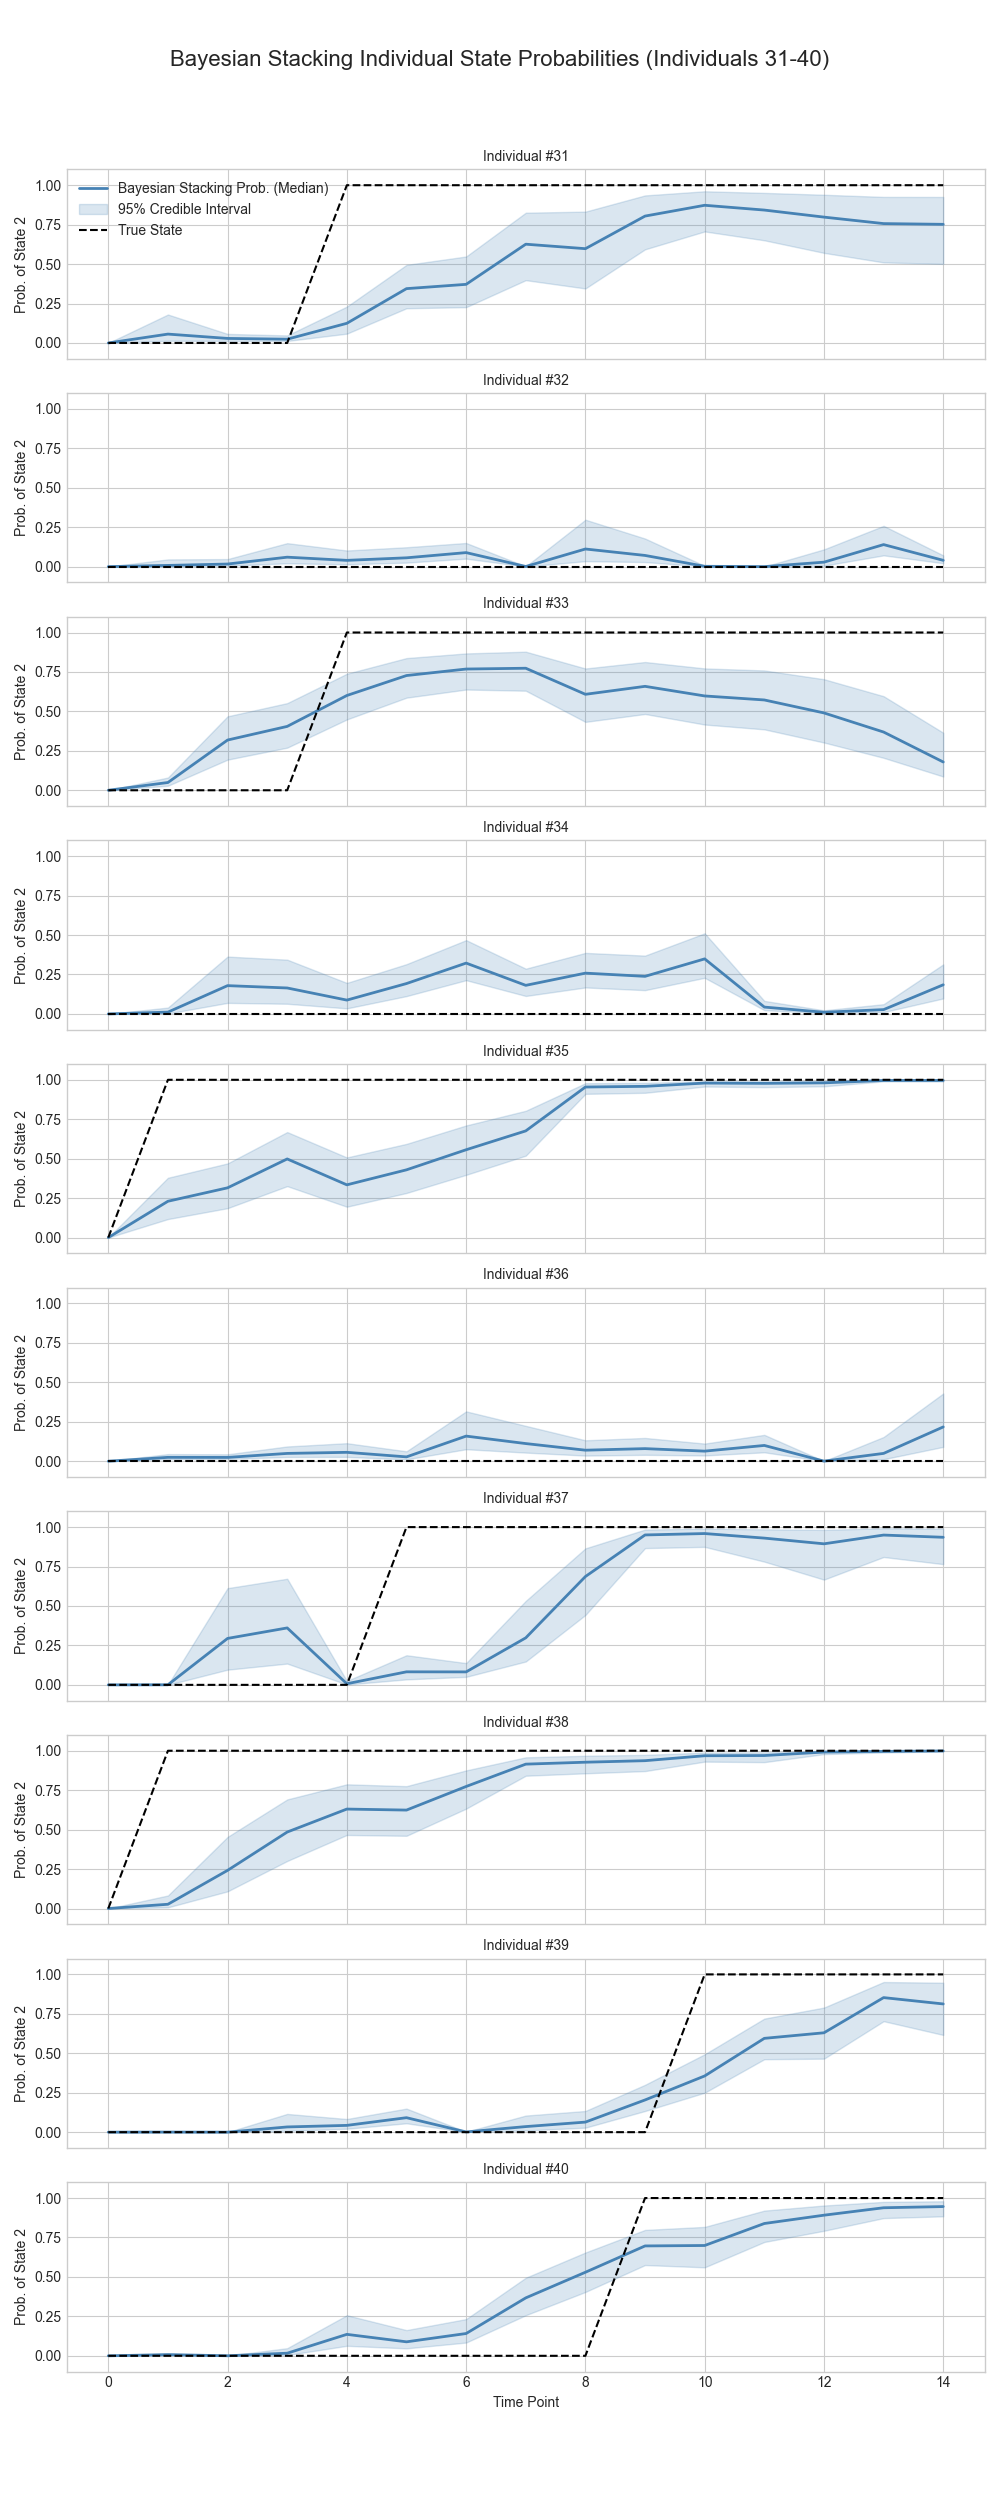 Bayesian Stacking Individual State Probabilities (Individuals 31-40)
Individual #31
Prob. of State 2
1.00
0.75
0.50
0.25
0.00
Bayesian Stacking Prob. (Median)
95% Credible Interval
True State
Individual #32
Prob. of State 2
1.00
0.75
0.50
0.25
0.00
Individual #33
Prob. of State 2
1.00
0.75
0.50
0.25
0.00
Individual #34
Prob. of State 2
1.00
0.75
0.50
0.25
0.00
Individual #35
Prob. of State 2
1.00
0.75
0.50
0.25
0.00
Individual #36
Prob. of State 2
1.00
0.75
0.50
0.25
0.00
Individual #37
Prob. of State 2
1.00
0.75
0.50
0.25
0.00
Individual #38
Prob. of State 2
1.00
0.75
0.50
0.25
0.00
Individual #39
Prob. of State 2
1.00
0.75
0.50
0.25
0.00
Individual #40
Prob. of State 2
1.00
0.75
0.50
0.25
0.00
0 2 4 6 8 10 12 14
Time Point